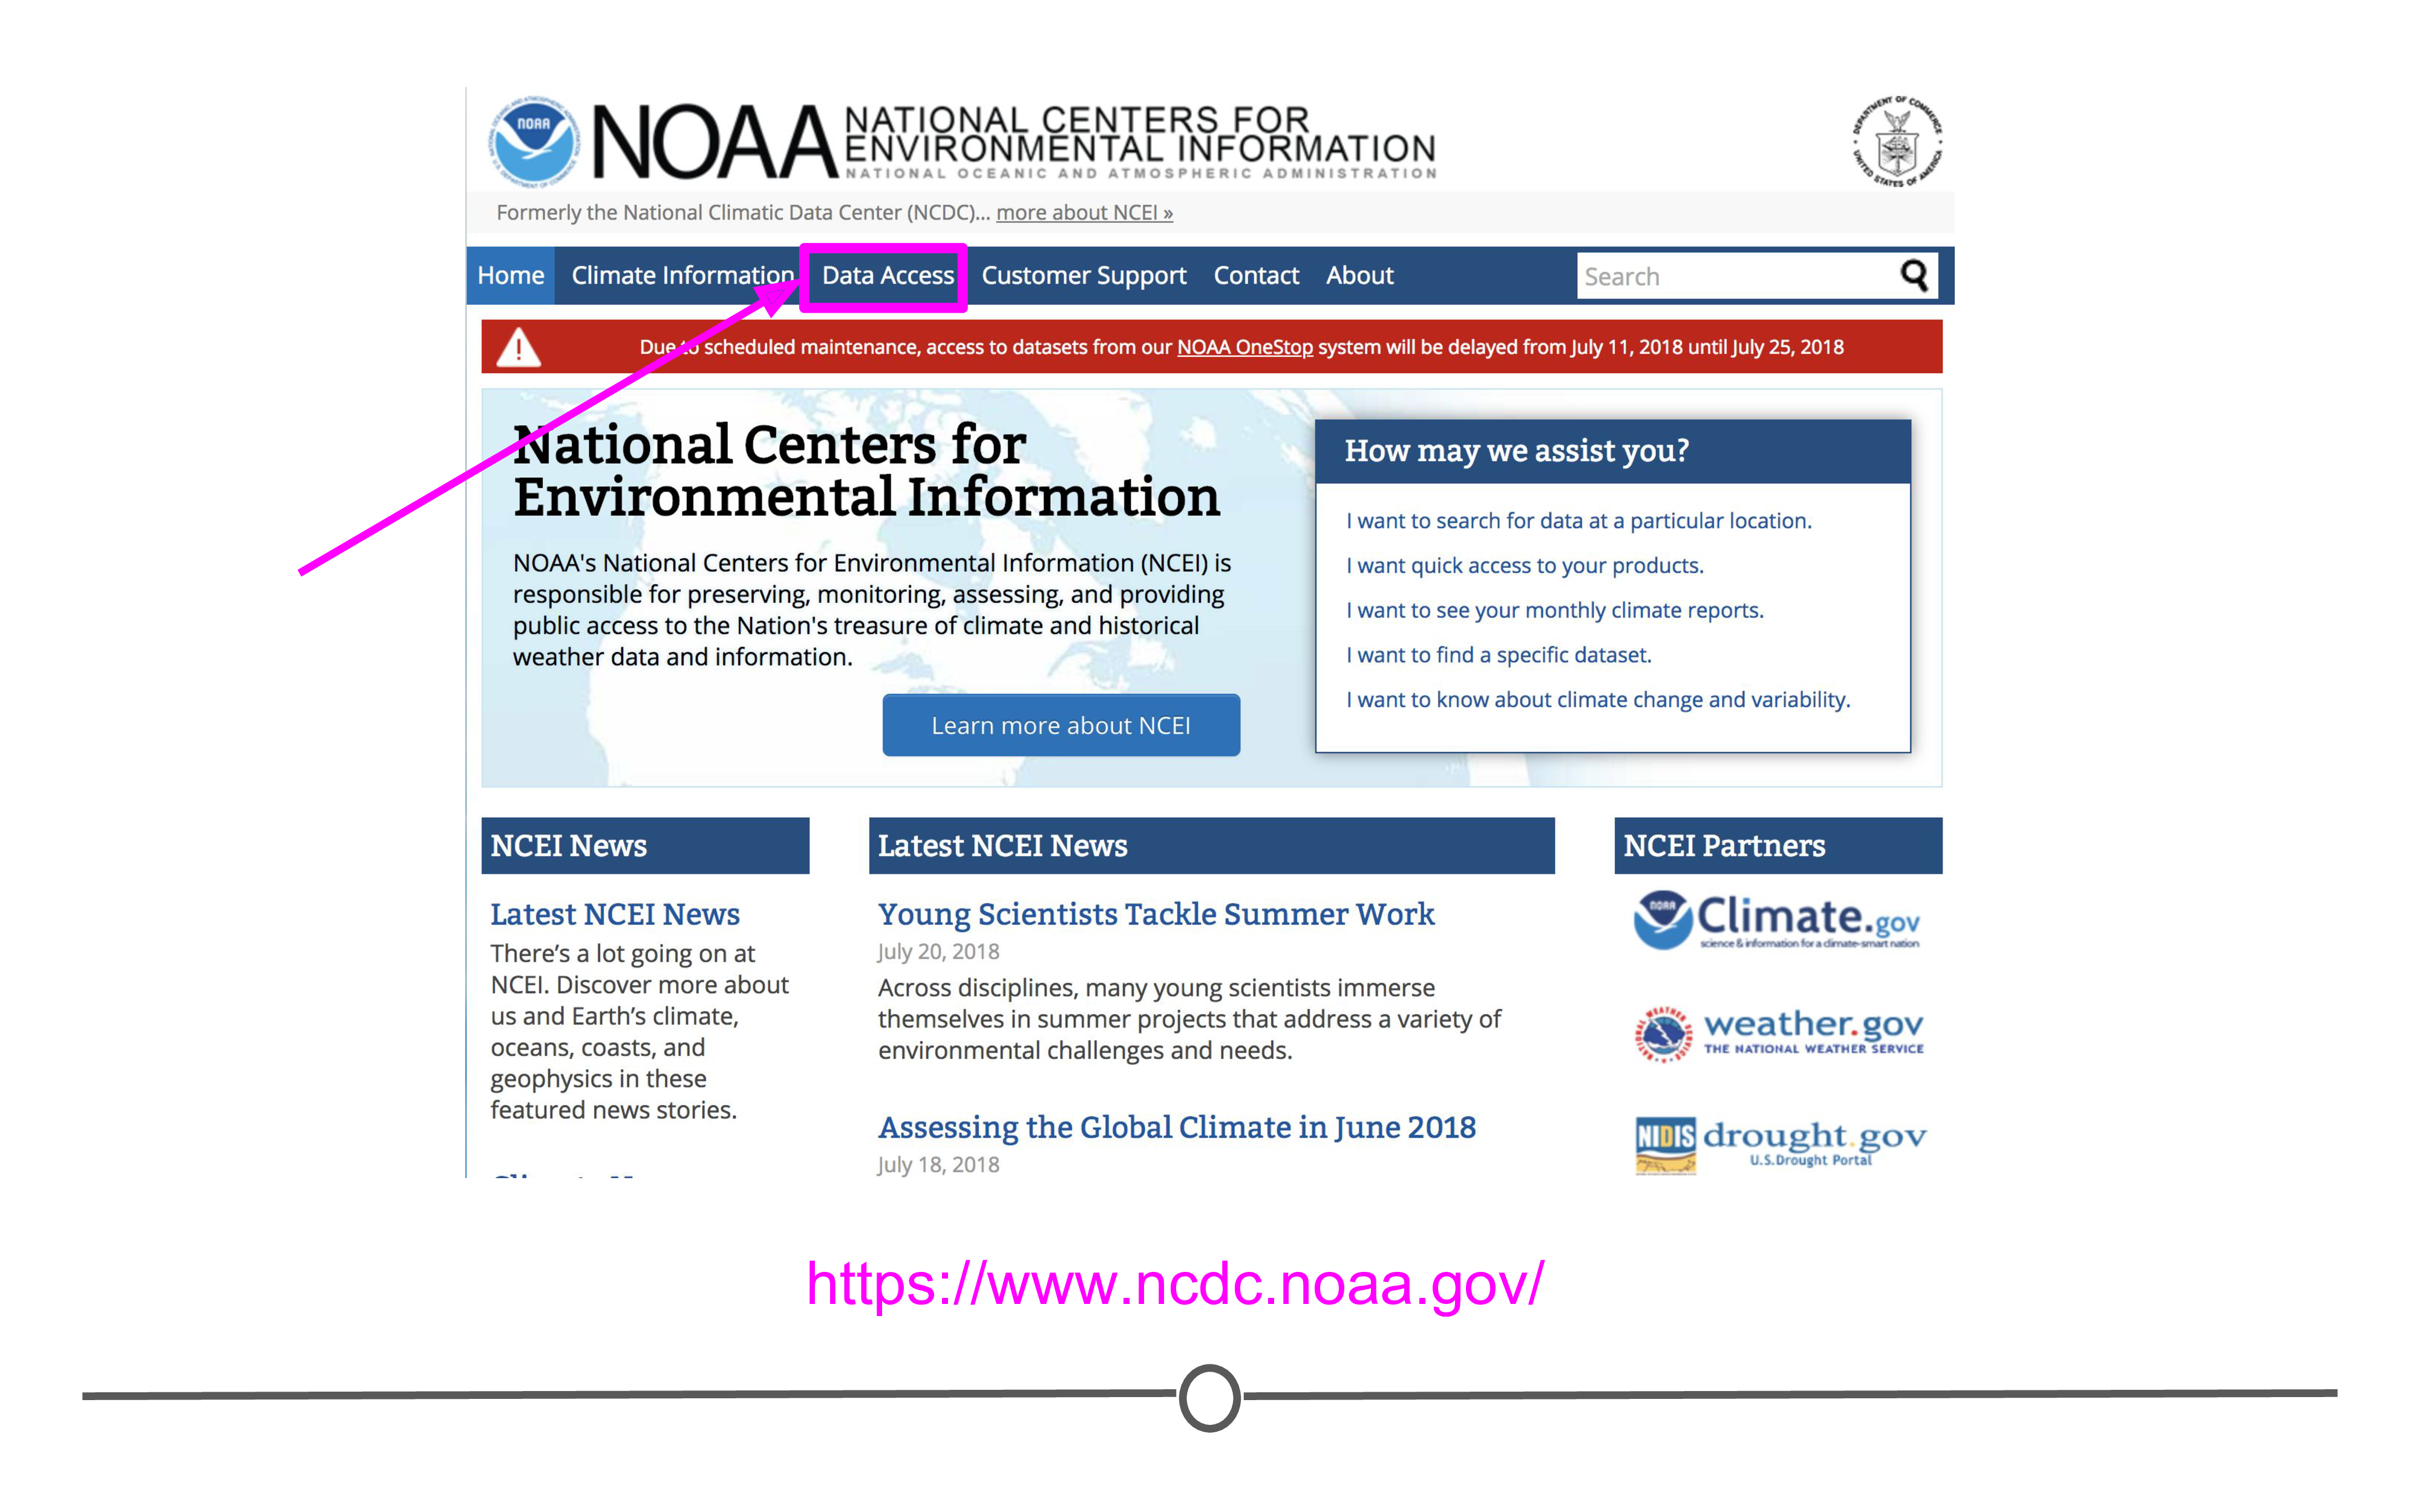 NOAA
NOAA NATIONAL CENTERS FOR
ENVIRONMENTAL INFORMATION
NATIONAL OCEANIC AND ATMOSPHERIC ADMINISTRATION
DEPARTMENT OF COMMERCE
UNITED STATES OF AMERICA
Formerly the National Climatic Data Center (NCDC)... more about NCEI »
Home Climate Information Data Access Customer Support Contact About Search
Due to scheduled maintenance, access to datasets from our NOAA OneStop system will be delayed from July 11, 2018 until July 25, 2018
National Centers for
Environmental Information
NOAA's National Centers for Environmental Information (NCEI) is
responsible for preserving, monitoring, assessing, and providing
public access to the Nation's treasure of climate and historical
weather data and information.
Learn more about NCEI
How may we assist you?
I want to search for data at a particular location.
I want quick access to your products.
I want to see your monthly climate reports.
I want to find a specific dataset.
I want to know about climate change and variability.
NCEI News
Latest NCEI News
There's a lot going on at
NCEI. Discover more about
us and Earth's climate,
oceans, coasts, and
geophysics in these
featured news stories.
Latest NCEI News
Young Scientists Tackle Summer Work
July 20, 2018
Across disciplines, many young scientists immerse
themselves in summer projects that address a variety of
environmental challenges and needs.
Assessing the Global Climate in June 2018
July 18, 2018
NCEI Partners
NOAA
Climate.gov
science & information for a climate-smart nation
weather.gov
THE NATIONAL WEATHER SERVICE
NIDIS drought.gov
U.S.Drought Portal
https://www.ncdc.noaa.gov/